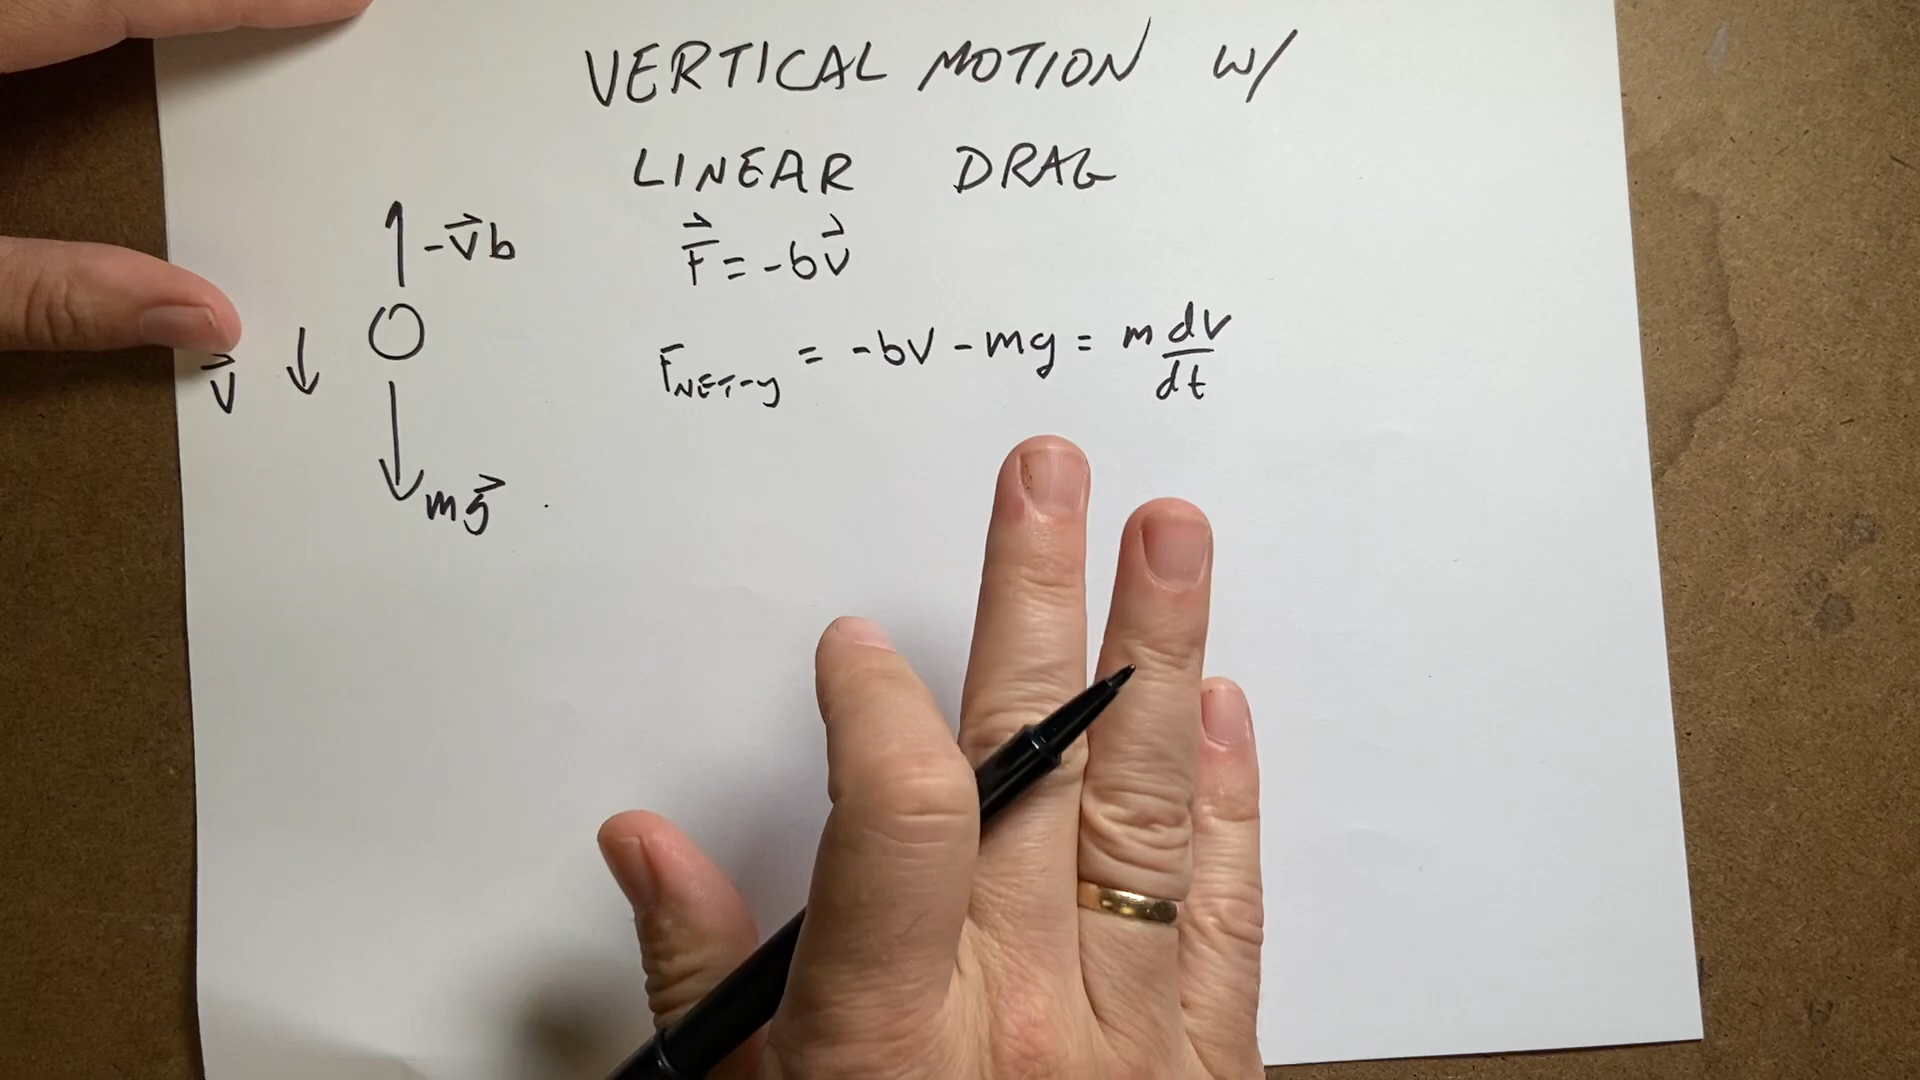 VERTICAL MOTION W/
LINEAR DRAG
-v⃗b
F⃗ = -bv⃗
F_NET-y = -bv - mg = m dv/dt
v⃗
mg⃗